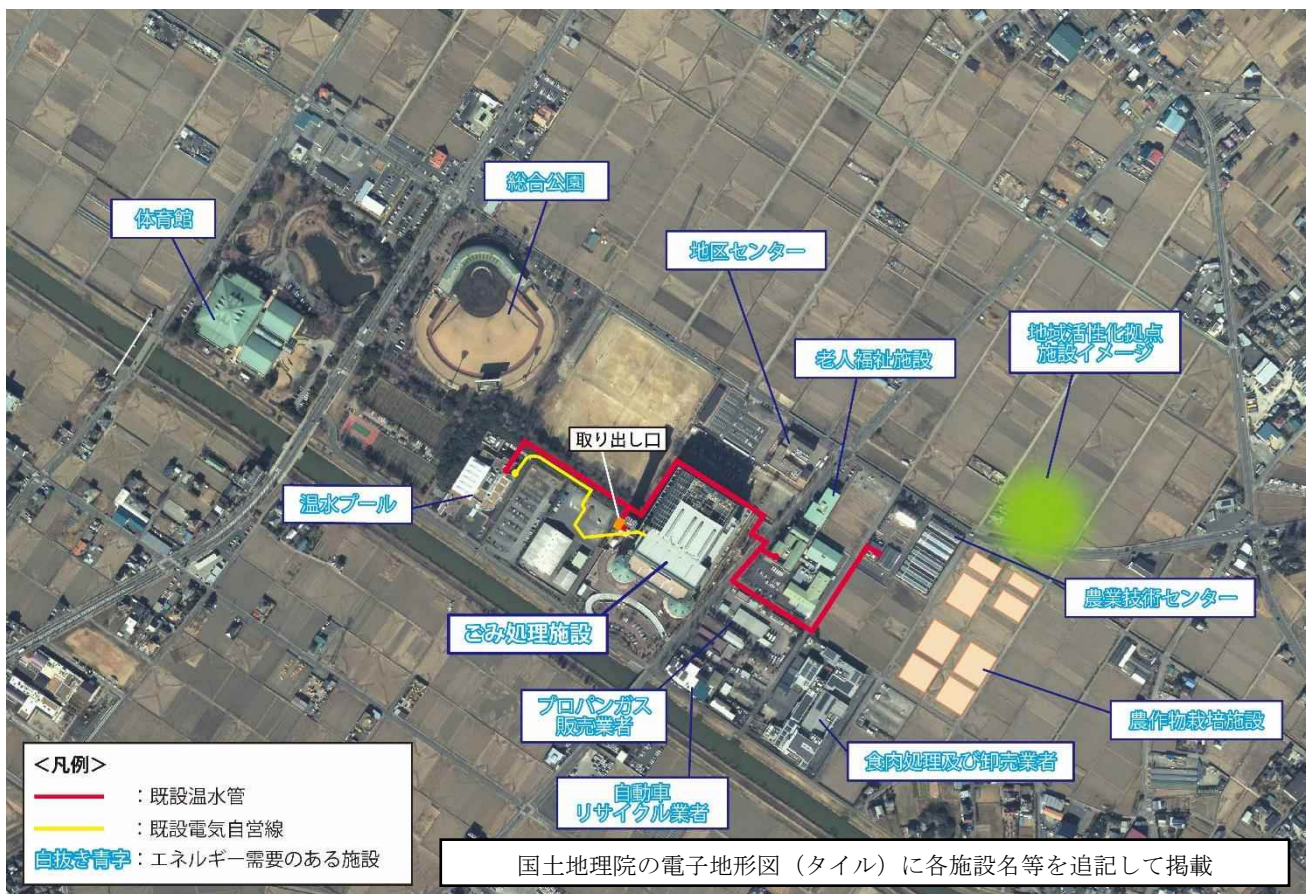 総合公園
体育館
地区センター
地域活性化拠点
施設イメージ
老人福祉施設
取り出し口
温水プール
農業技術センター
ごみ処理施設
プロパンガス
販売業者
農作物栽培施設
食肉処理及び卸売業者
自動車
リサイクル業者
<凡例>
:既設温水管
:既設電気自営線
白抜き青字:エネルギー需要のある施設
国土地理院の電子地形図(タイル)に各施設名等を追記して掲載